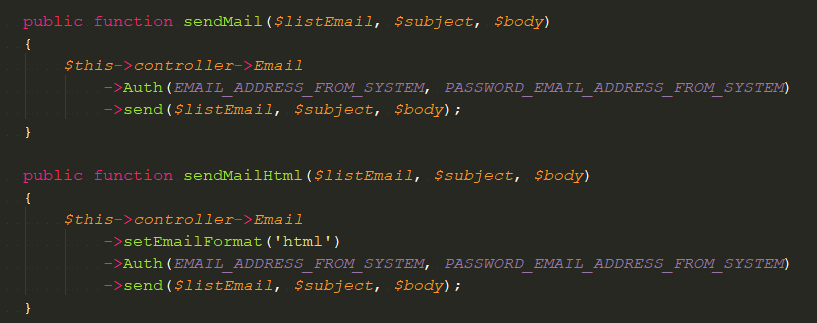 public function sendMail($listEmail, $subject, $body)
{
    $this->controller->Email
        ->Auth(EMAIL_ADDRESS_FROM_SYSTEM, PASSWORD_EMAIL_ADDRESS_FROM_SYSTEM)
        ->send($listEmail, $subject, $body);
}
public function sendMailHtml($listEmail, $subject, $body)
{
    $this->controller->Email
        ->setEmailFormat('html')
        ->Auth(EMAIL_ADDRESS_FROM_SYSTEM, PASSWORD_EMAIL_ADDRESS_FROM_SYSTEM)
        ->send($listEmail, $subject, $body);
}